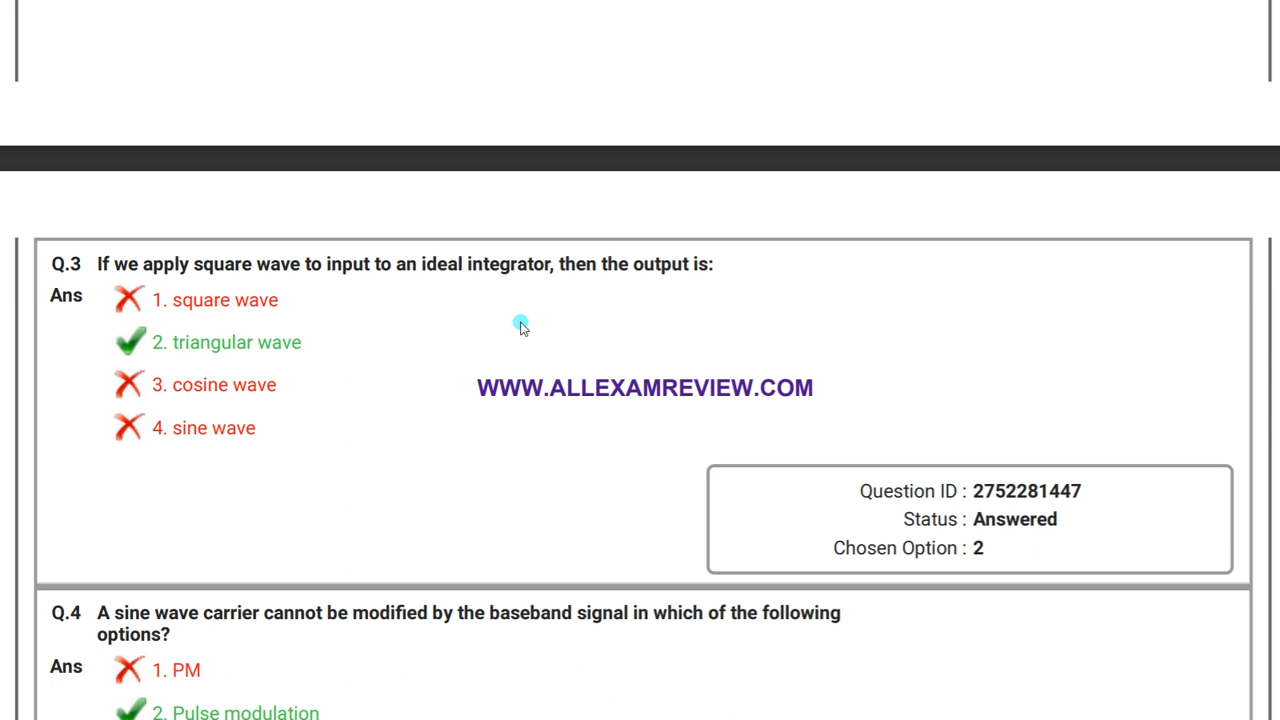 Q.3 If we apply square wave to input to an ideal integrator, then the output is:
Ans 1. square wave
2. triangular wave
3. cosine wave
4. sine wave
WWW.ALLEXAMREVIEW.COM
Question ID : 2752281447
Status : Answered
Chosen Option : 2
Q.4 A sine wave carrier cannot be modified by the baseband signal in which of the following
options?
Ans 1. PM
2. Pulse modulation